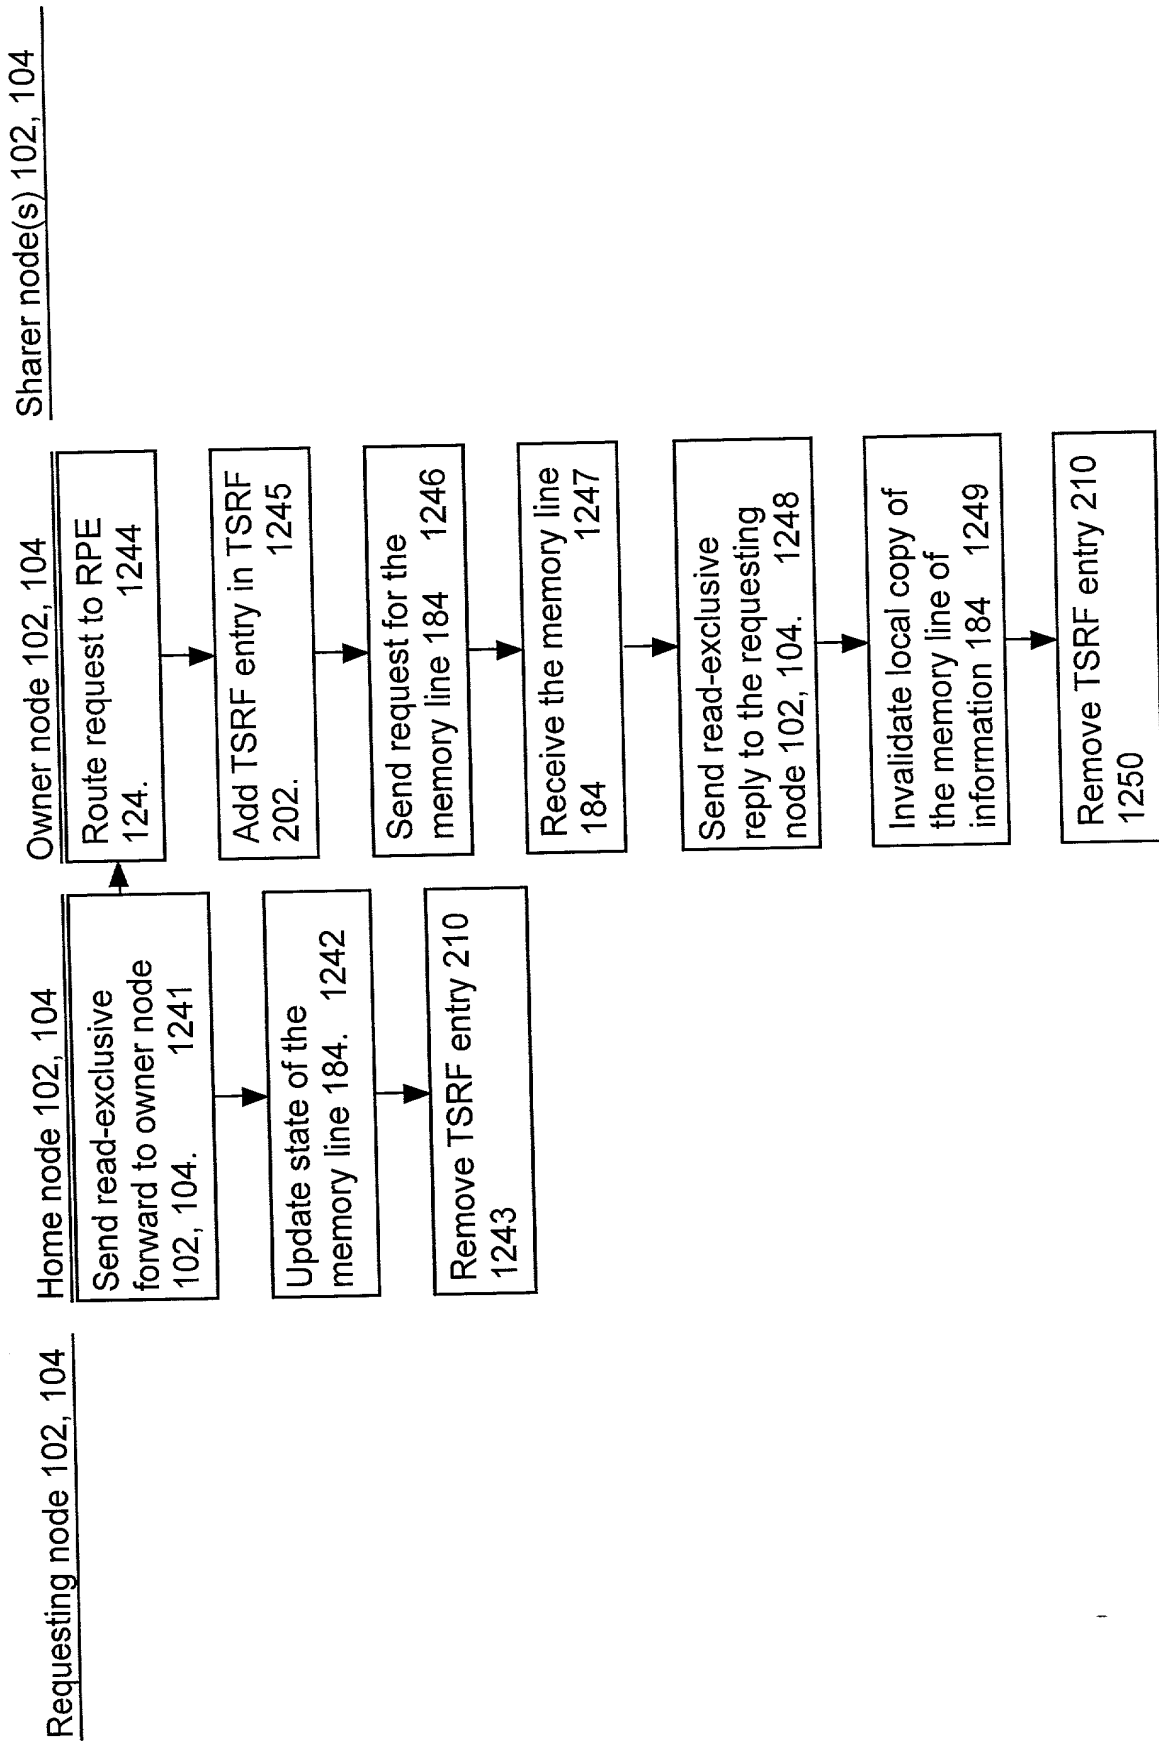 Requesting node 102, 104
Home node 102, 104
Send read-exclusive
forward to owner node
102, 104. 1241
Update state of the
memory line 184. 1242
Remove TSRF entry 210
1243
Owner node 102, 104
Route request to RPE
124. 1244
Add TSRF entry in TSRF
202. 1245
Send request for the
memory line 184 1246
Receive the memory line
184 1247
Send read-exclusive
reply to the requesting
node 102, 104. 1248
Invalidate local copy of
the memory line of
information 184 1249
Remove TSRF entry 210
1250
Sharer node(s) 102, 104